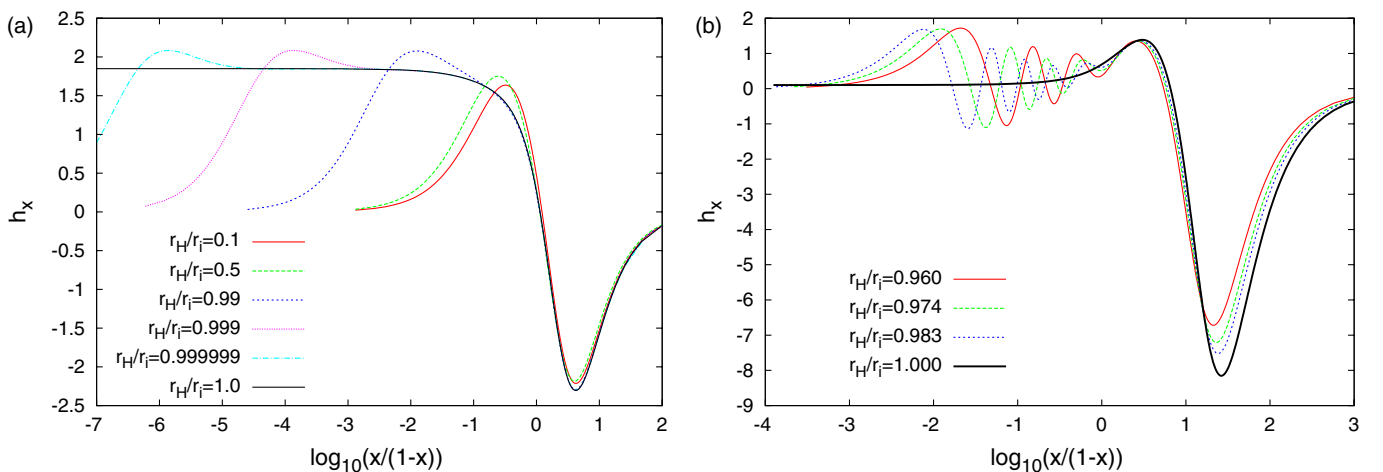 (a)
2.5
2
1.5
1
0.5
0
-0.5
-1
-1.5
-2
-2.5
h_x
r_H/r_i=0.1
r_H/r_i=0.5
r_H/r_i=0.99
r_H/r_i=0.999
r_H/r_i=0.999999
r_H/r_i=1.0
-7 -6 -5 -4 -3 -2 -1 0 1 2
log_10(x/(1-x))
(b)
2
1
0
-1
-2
-3
-4
-5
-6
-7
-8
-9
h_x
r_H/r_i=0.960
r_H/r_i=0.974
r_H/r_i=0.983
r_H/r_i=1.000
-4 -3 -2 -1 0 1 2 3
log_10(x/(1-x))